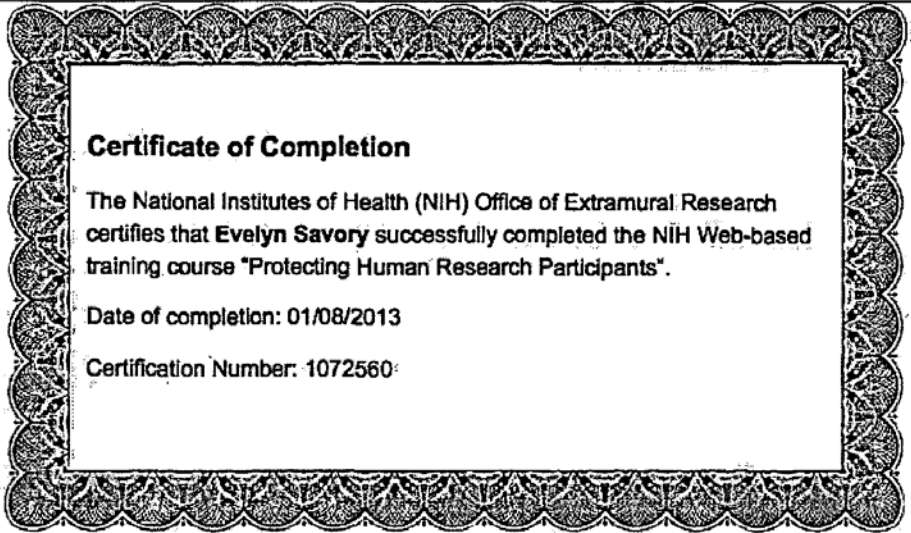 Certificate of Completion
The National Institutes of Health (NIH) Office of Extramural Research
certifies that Evelyn Savory successfully completed the NIH Web-based
training course "Protecting Human Research Participants".
Date of completion: 01/08/2013
Certification Number: 1072560